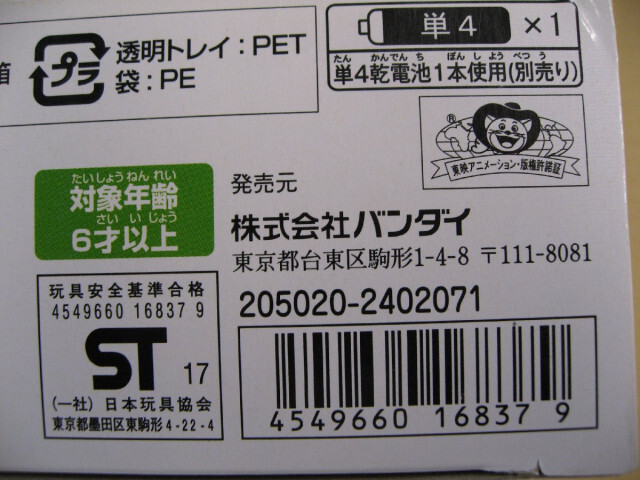 箱
プラ
透明トレイ：PET
袋：PE
単4 ×1
たん かんでんち ぽんしよう べつう
単4乾電池1本使用(別売り)
®
東映アニメーション・版権許諾証
たいしょうねんれい
対象年齢
さいいじょう
6才以上
発売元
株式会社バンダイ
東京都台東区駒形1-4-8 〒111-8081
玩具安全基準合格
4549660 16837 9
ST 17
(一社) 日本玩具協会
東京都墨田区東駒形4-22-4
205020-2402071
4549660 168379